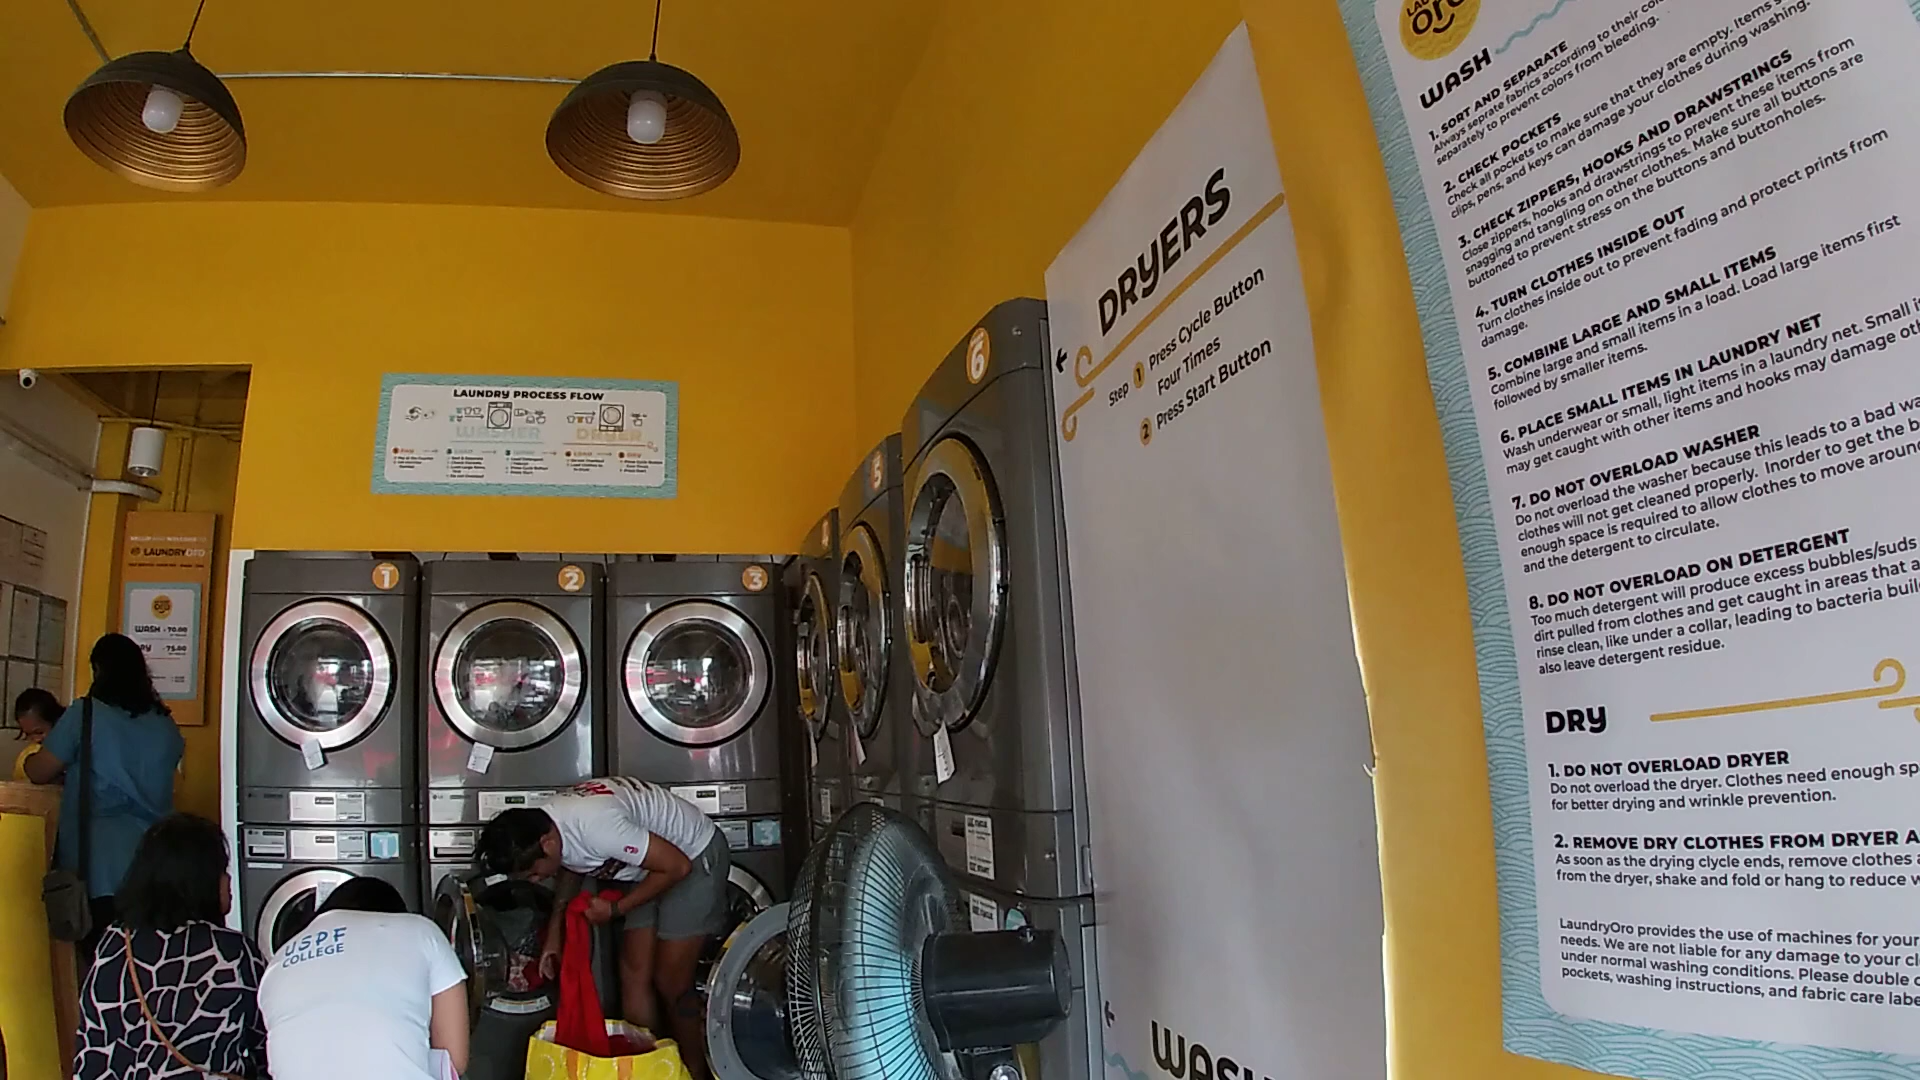 LAUNDRY PROCESS FLOW
WASHER
DRYER
LAUNDRYORO
WASH - 70.00
DRY - 75.00
1
2
3
5
6
1
3
USPF
COLLEGE
DRYERS
Step 1 Press Cycle Button
Four Times
2 Press Start Button
WASH
oro
WASH
1. SORT AND SEPARATE
Always seprate fabrics according to their
separately to prevent colors from bleeding.
2. CHECK POCKETS
Check all pockets to make sure that they are empty. Items
clips, pens, and keys can damage your clothes during washing.
3. CHECK ZIPPERS, HOOKS AND DRAWSTRINGS
Close zippers, hooks and drawstrings to prevent these items from
snagging and tangling on other clothes. Make sure all buttons are
buttoned to prevent stress on the buttons and buttonholes.
4. TURN CLOTHES INSIDE OUT
Turn clothes inside out to prevent fading and protect prints from
damage.
5. COMBINE LARGE AND SMALL ITEMS
Combine large and small items in a load. Load large items first
followed by smaller items.
6. PLACE SMALL ITEMS IN LAUNDRY NET
Wash underwear or small, light items in a laundry net. Small
may get caught with other items and hooks may damage
7. DO NOT OVERLOAD WASHER
Do not overload the washer because this leads to a bad
clothes will not get cleaned properly. Inorder to get the
enough space is required to allow clothes to move around
and the detergent to circulate.
8. DO NOT OVERLOAD ON DETERGENT
Too much detergent will produce excess bubbles/suds
dirt pulled from clothes and get caught in areas that
rinse clean, like under a collar, leading to bacteria
also leave detergent residue.
DRY
1. DO NOT OVERLOAD DRYER
Do not overload the dryer. Clothes need enough
for better drying and wrinkle prevention.
2. REMOVE DRY CLOTHES FROM DRYER
As soon as the drying clycle ends, remove clothes
from the dryer, shake and fold or hang to reduce
LaundryOro provides the use of machines for your
needs. We are not liable for any damage to your
under normal washing conditions. Please double
pockets, washing instructions, and fabric care